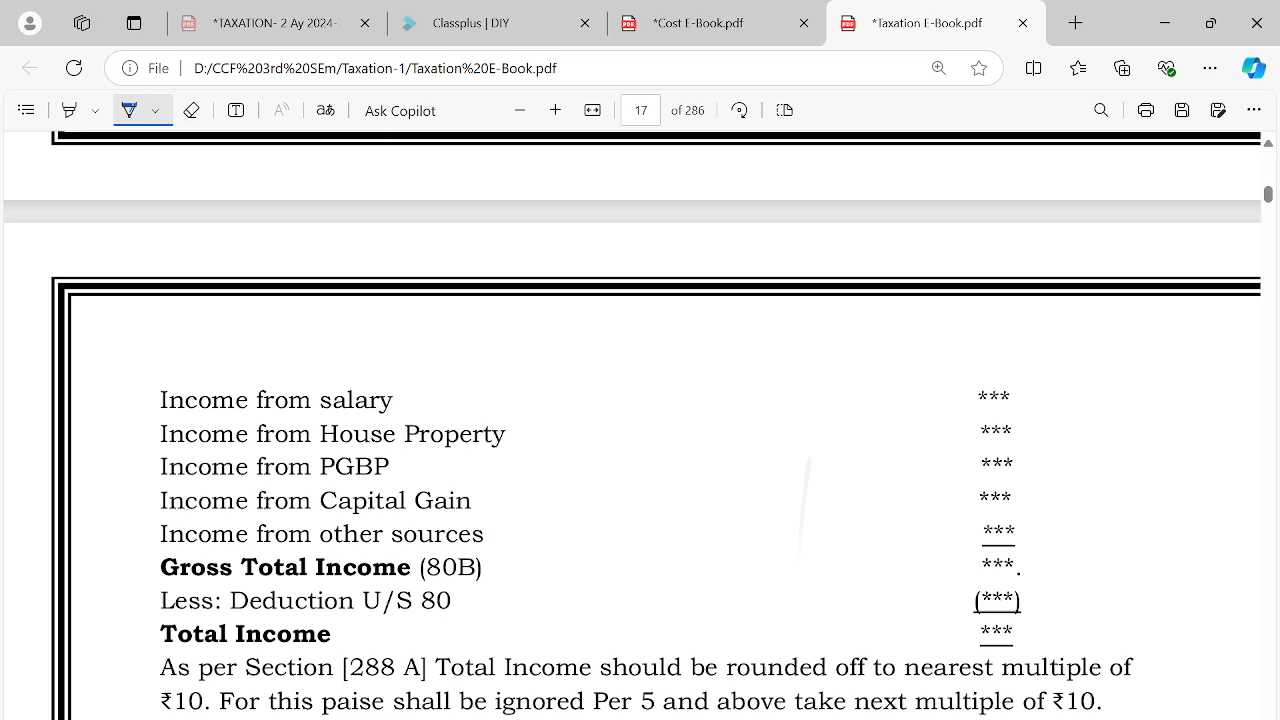 *TAXATION- 2 Ay 2024-
Classplus | DIY
*Cost E-Book.pdf
*Taxation E-Book.pdf
File D:/CCF%203rd%20SEm/Taxation-1/Taxation%20E-Book.pdf
Ask Copilot 17 of 286
Income from salary ***
Income from House Property ***
Income from PGBP ***
Income from Capital Gain ***
Income from other sources ***
Gross Total Income (80B) ***.
Less: Deduction U/S 80 (***)
Total Income ***
As per Section [288 A] Total Income should be rounded off to nearest multiple of
₹10. For this paise shall be ignored Per 5 and above take next multiple of ₹10.